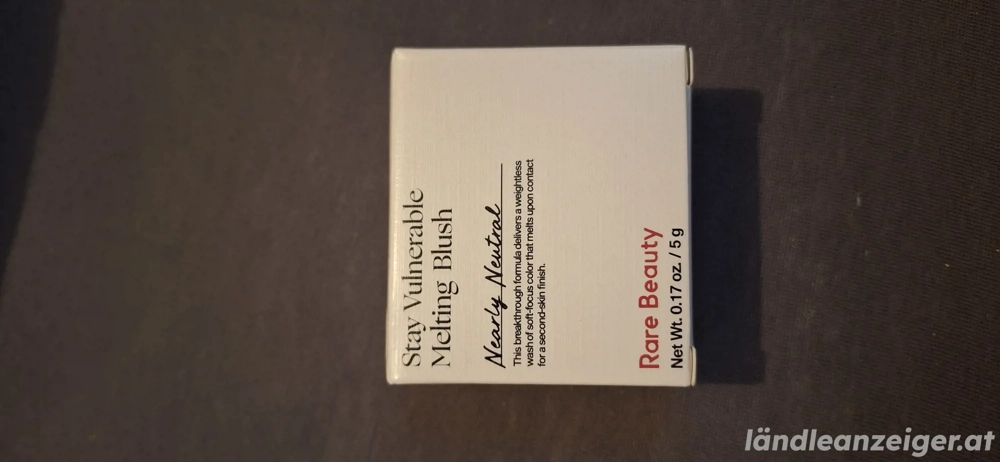 Stay Vulnerable
Melting Blush
Nearly Neutral
This breakthrough formula delivers a weightless
wash of soft-focus color that melts upon contact
for a second-skin finish.
Rare Beauty
Net Wt. 0.17 oz. / 5 g
ländleanzeiger.at